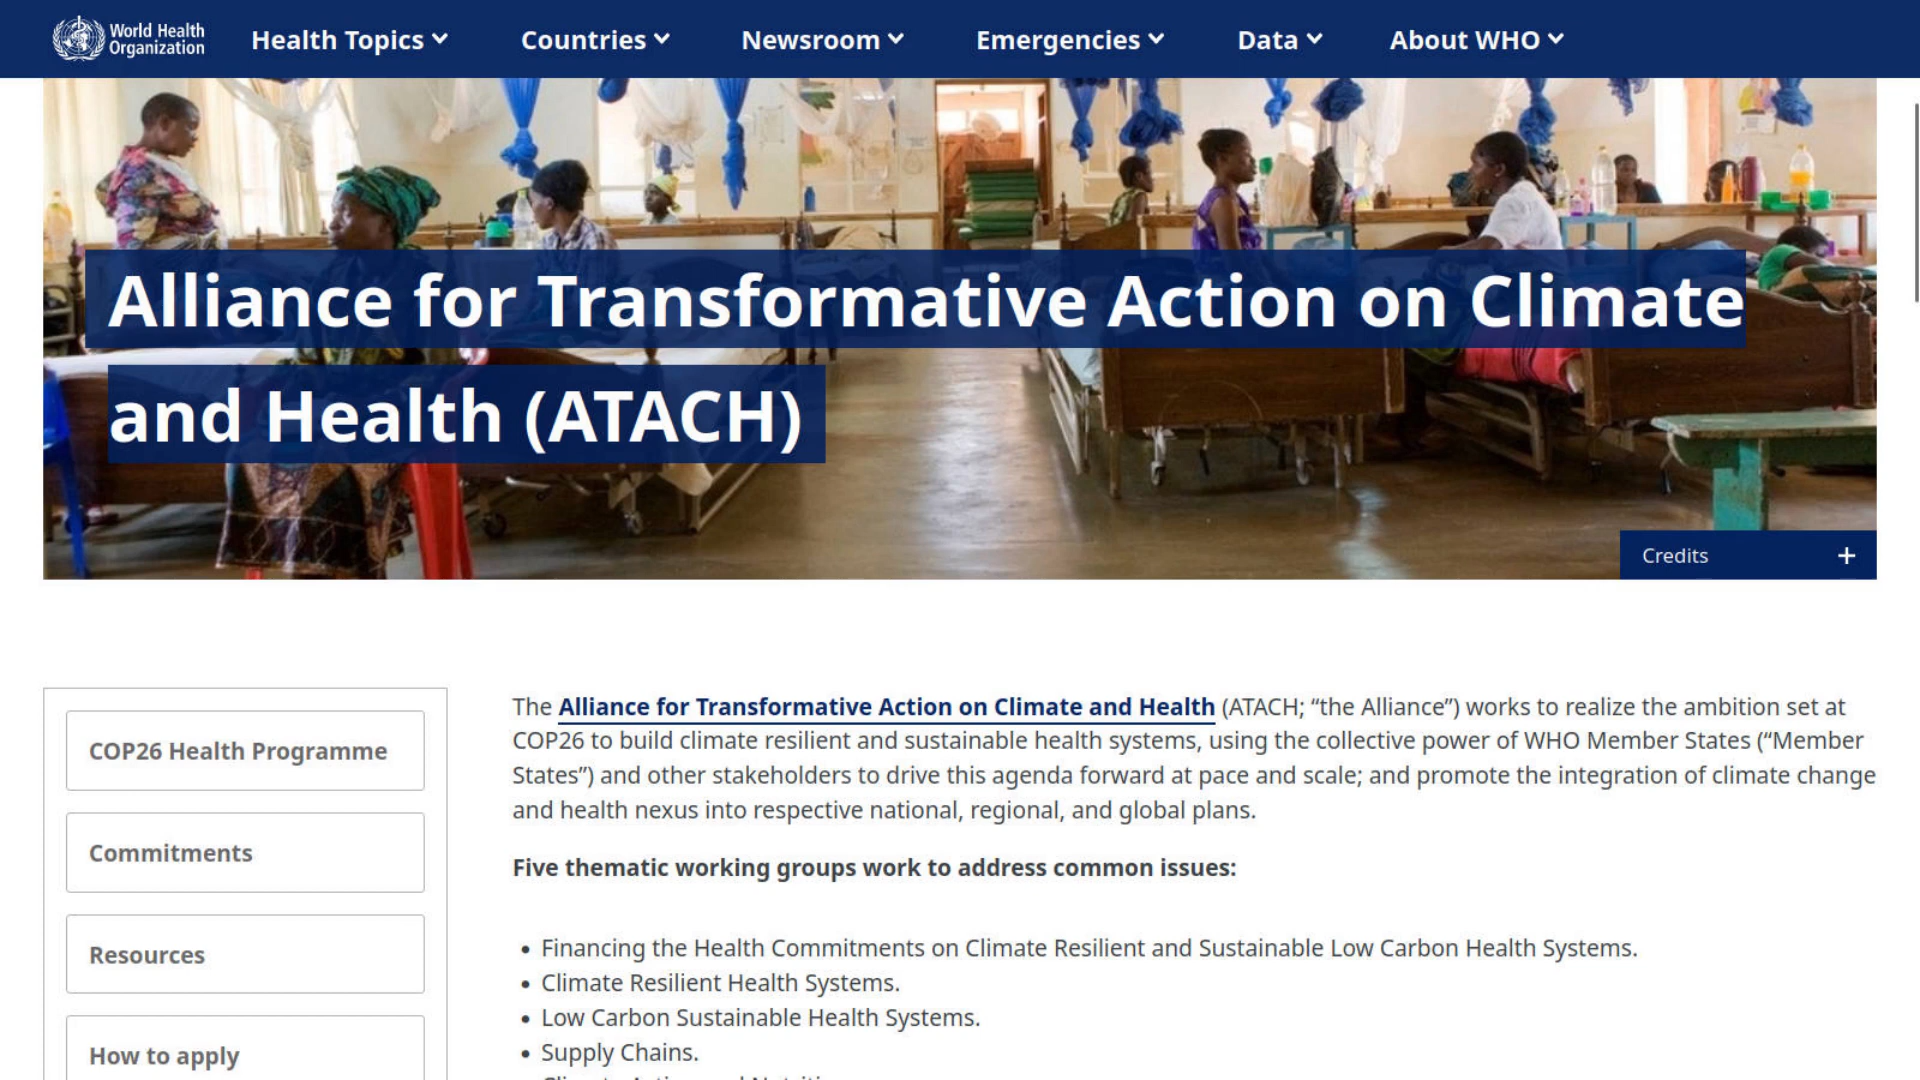 World Health
Organization
Health Topics
Countries
Newsroom
Emergencies
Data
About WHO
Alliance for Transformative Action on Climate
and Health (ATACH)
Credits +
COP26 Health Programme
Commitments
Resources
How to apply
The Alliance for Transformative Action on Climate and Health (ATACH; “the Alliance”) works to realize the ambition set at
COP26 to build climate resilient and sustainable health systems, using the collective power of WHO Member States (“Member
States”) and other stakeholders to drive this agenda forward at pace and scale; and promote the integration of climate change
and health nexus into respective national, regional, and global plans.
Five thematic working groups work to address common issues:
• Financing the Health Commitments on Climate Resilient and Sustainable Low Carbon Health Systems.
• Climate Resilient Health Systems.
• Low Carbon Sustainable Health Systems.
• Supply Chains.